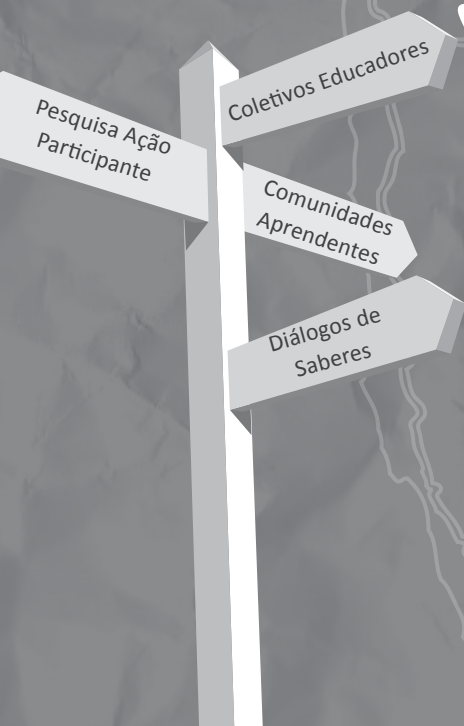 Coletivos Educadores
Pesquisa Ação
Participante
Comunidades
Aprendentes
Diálogos de
Saberes